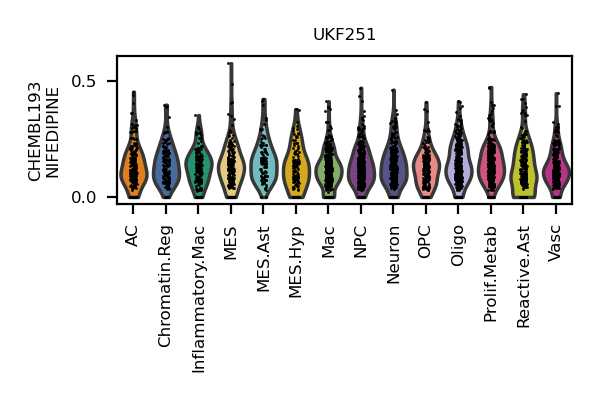 UKF251
CHEMBL193
NIFEDIPINE
0.5
0.0
AC
Chromatin.Reg
Inflammatory.Mac
MES
MES.Ast
MES.Hyp
Mac
NPC
Neuron
OPC
Oligo
Prolif.Metab
Reactive.Ast
Vasc